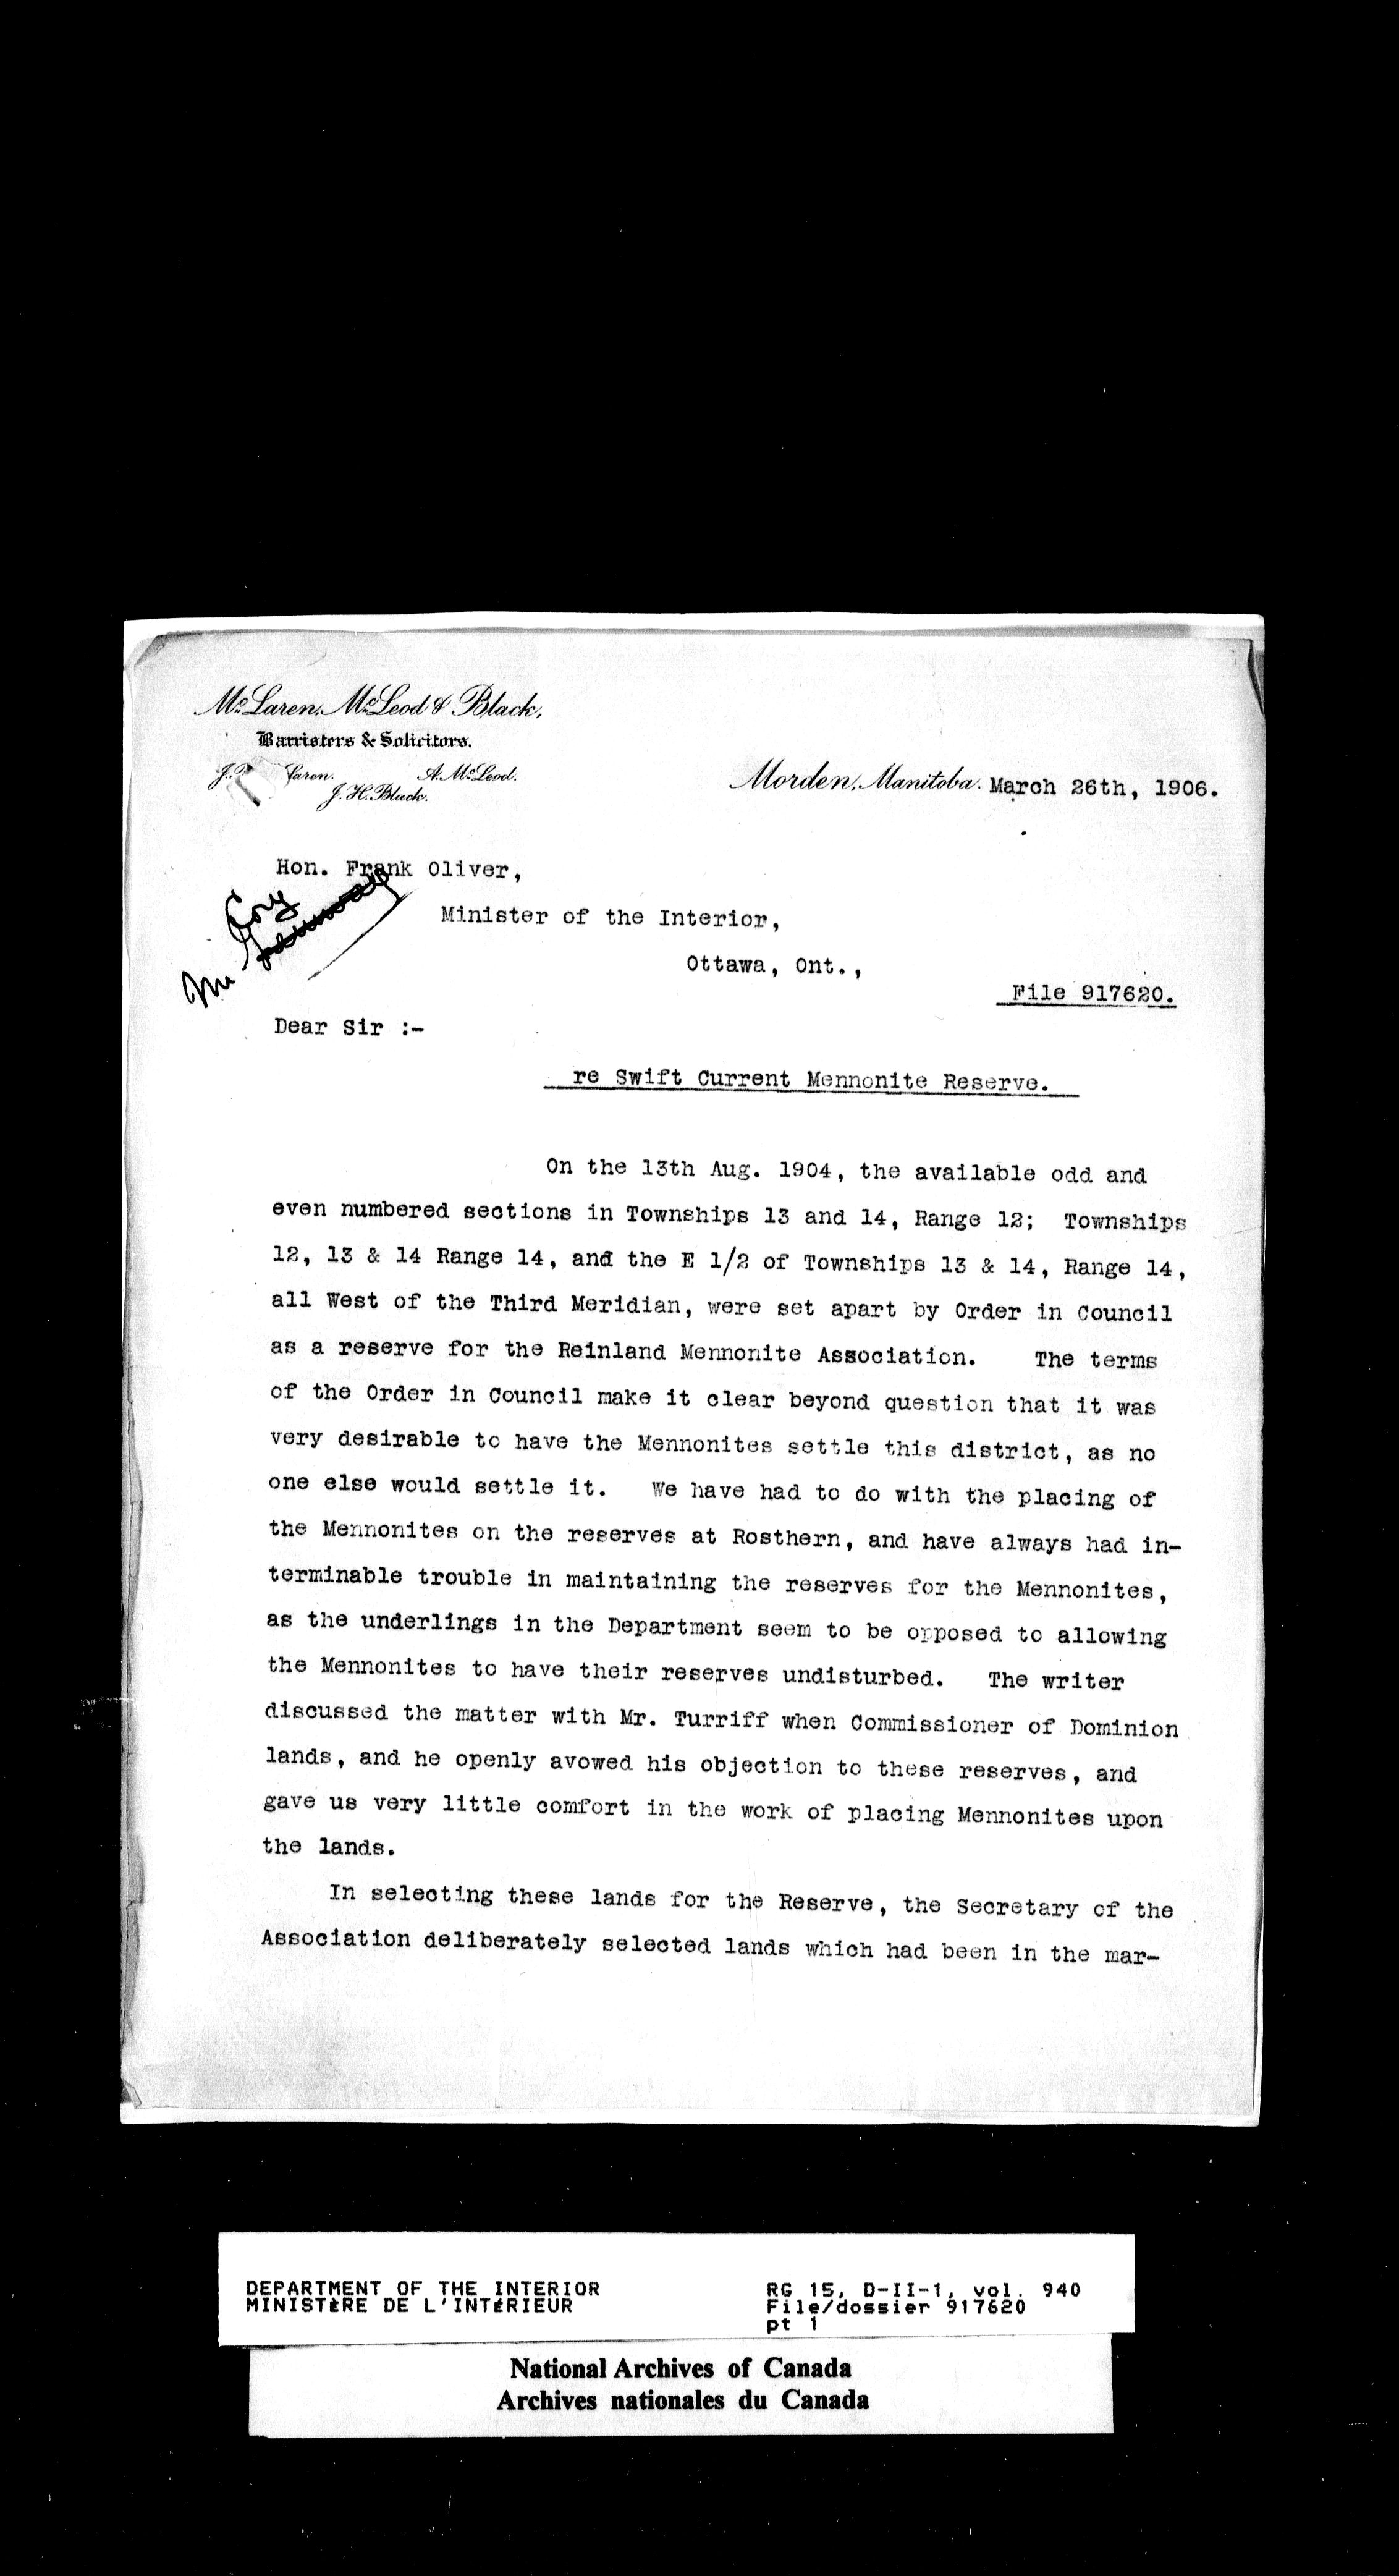 McLaren, McLeod & Black,
Barristers & Solicitors.
J. Laren. A. McLeod.
J. H. Black.
Morden, Manitoba. March 26th, 1906.
Hon. Frank Oliver,
Mr Cory
Minister of the Interior,
Ottawa, Ont.,
File 917620.
Dear Sir :-
re Swift Current Mennonite Reserve.
On the 13th Aug. 1904, the available odd and
even numbered sections in Townships 13 and 14, Range 12; Townships
12, 13 & 14 Range 14, and the E 1/2 of Townships 13 & 14, Range 14,
all West of the Third Meridian, were set apart by Order in Council
as a reserve for the Reinland Mennonite Association. The terms
of the Order in Council make it clear beyond question that it was
very desirable to have the Mennonites settle this district, as no
one else would settle it. We have had to do with the placing of
the Mennonites on the reserves at Rosthern, and have always had in-
terminable trouble in maintaining the reserves for the Mennonites,
as the underlings in the Department seem to be opposed to allowing
the Mennonites to have their reserves undisturbed. The writer
discussed the matter with Mr. Turriff when Commissioner of Dominion
lands, and he openly avowed his objection to these reserves, and
gave us very little comfort in the work of placing Mennonites upon
the lands.
In selecting these lands for the Reserve, the Secretary of the
Association deliberately selected lands which had been in the mar-
DEPARTMENT OF THE INTERIOR
MINISTÈRE DE L'INTÉRIEUR
RG 15, D-II-1, vol. 940
File/dossier 917620
pt 1
National Archives of Canada
Archives nationales du Canada